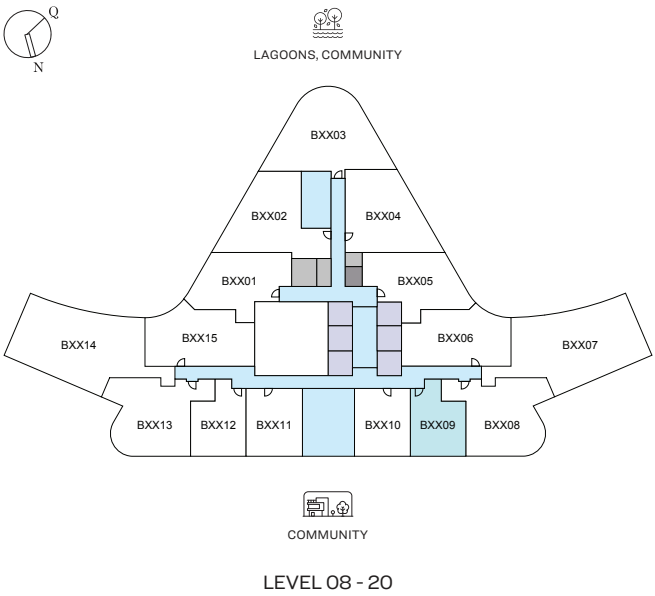 Q
N
LAGOONS, COMMUNITY
BXX03
BXX02
BXX04
BXX01
BXX05
BXX14
BXX15
BXX06
BXX07
BXX13
BXX12
BXX11
BXX10
BXX09
BXX08
COMMUNITY
LEVEL 08 - 20